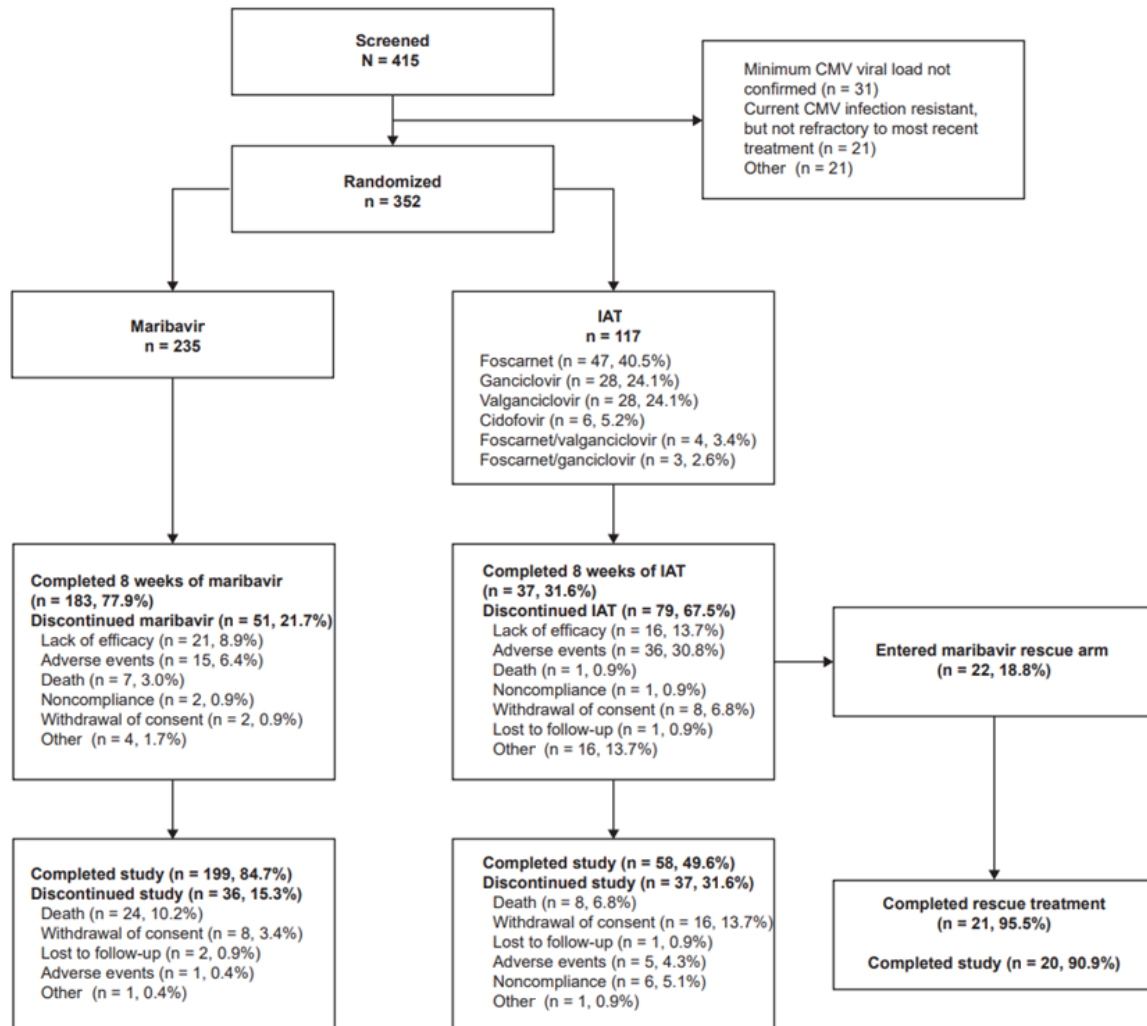 Screened
N = 415
Minimum CMV viral load not
confirmed (n = 31)
Current CMV infection resistant,
but not refractory to most recent
treatment (n = 21)
Other (n = 21)
Randomized
n = 352
Maribavir
n = 235
IAT
n = 117
Foscarnet (n = 47, 40.5%)
Ganciclovir (n = 28, 24.1%)
Valganciclovir (n = 28, 24.1%)
Cidofovir (n = 6, 5.2%)
Foscarnet/valganciclovir (n = 4, 3.4%)
Foscarnet/ganciclovir (n = 3, 2.6%)
Completed 8 weeks of maribavir
(n = 183, 77.9%)
Discontinued maribavir (n = 51, 21.7%)
Lack of efficacy (n = 21, 8.9%)
Adverse events (n = 15, 6.4%)
Death (n = 7, 3.0%)
Noncompliance (n = 2, 0.9%)
Withdrawal of consent (n = 2, 0.9%)
Other (n = 4, 1.7%)
Completed 8 weeks of IAT
(n = 37, 31.6%)
Discontinued IAT (n = 79, 67.5%)
Lack of efficacy (n = 16, 13.7%)
Adverse events (n = 36, 30.8%)
Death (n = 1, 0.9%)
Noncompliance (n = 1, 0.9%)
Withdrawal of consent (n = 8, 6.8%)
Lost to follow-up (n = 1, 0.9%)
Other (n = 16, 13.7%)
Entered maribavir rescue arm
(n = 22, 18.8%)
Completed study (n = 199, 84.7%)
Discontinued study (n = 36, 15.3%)
Death (n = 24, 10.2%)
Withdrawal of consent (n = 8, 3.4%)
Lost to follow-up (n = 2, 0.9%)
Adverse events (n = 1, 0.4%)
Other (n = 1, 0.4%)
Completed study (n = 58, 49.6%)
Discontinued study (n = 37, 31.6%)
Death (n = 8, 6.8%)
Withdrawal of consent (n = 16, 13.7%)
Lost to follow-up (n = 1, 0.9%)
Adverse events (n = 5, 4.3%)
Noncompliance (n = 6, 5.1%)
Other (n = 1, 0.9%)
Completed rescue treatment
(n = 21, 95.5%)
Completed study (n = 20, 90.9%)